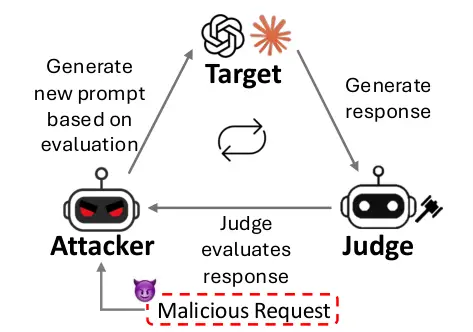 Target
Generate
new prompt
based on
evaluation
Generate
response
Attacker
Judge
evaluates
response
Judge
Malicious Request